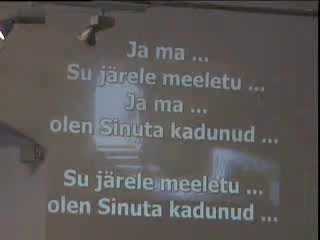 Ja ma ...
Su järele meeletu ...
Ja ma ...
olen Sinuta kadunud ...
Su järele meeletu ...
olen Sinuta kadunud ...